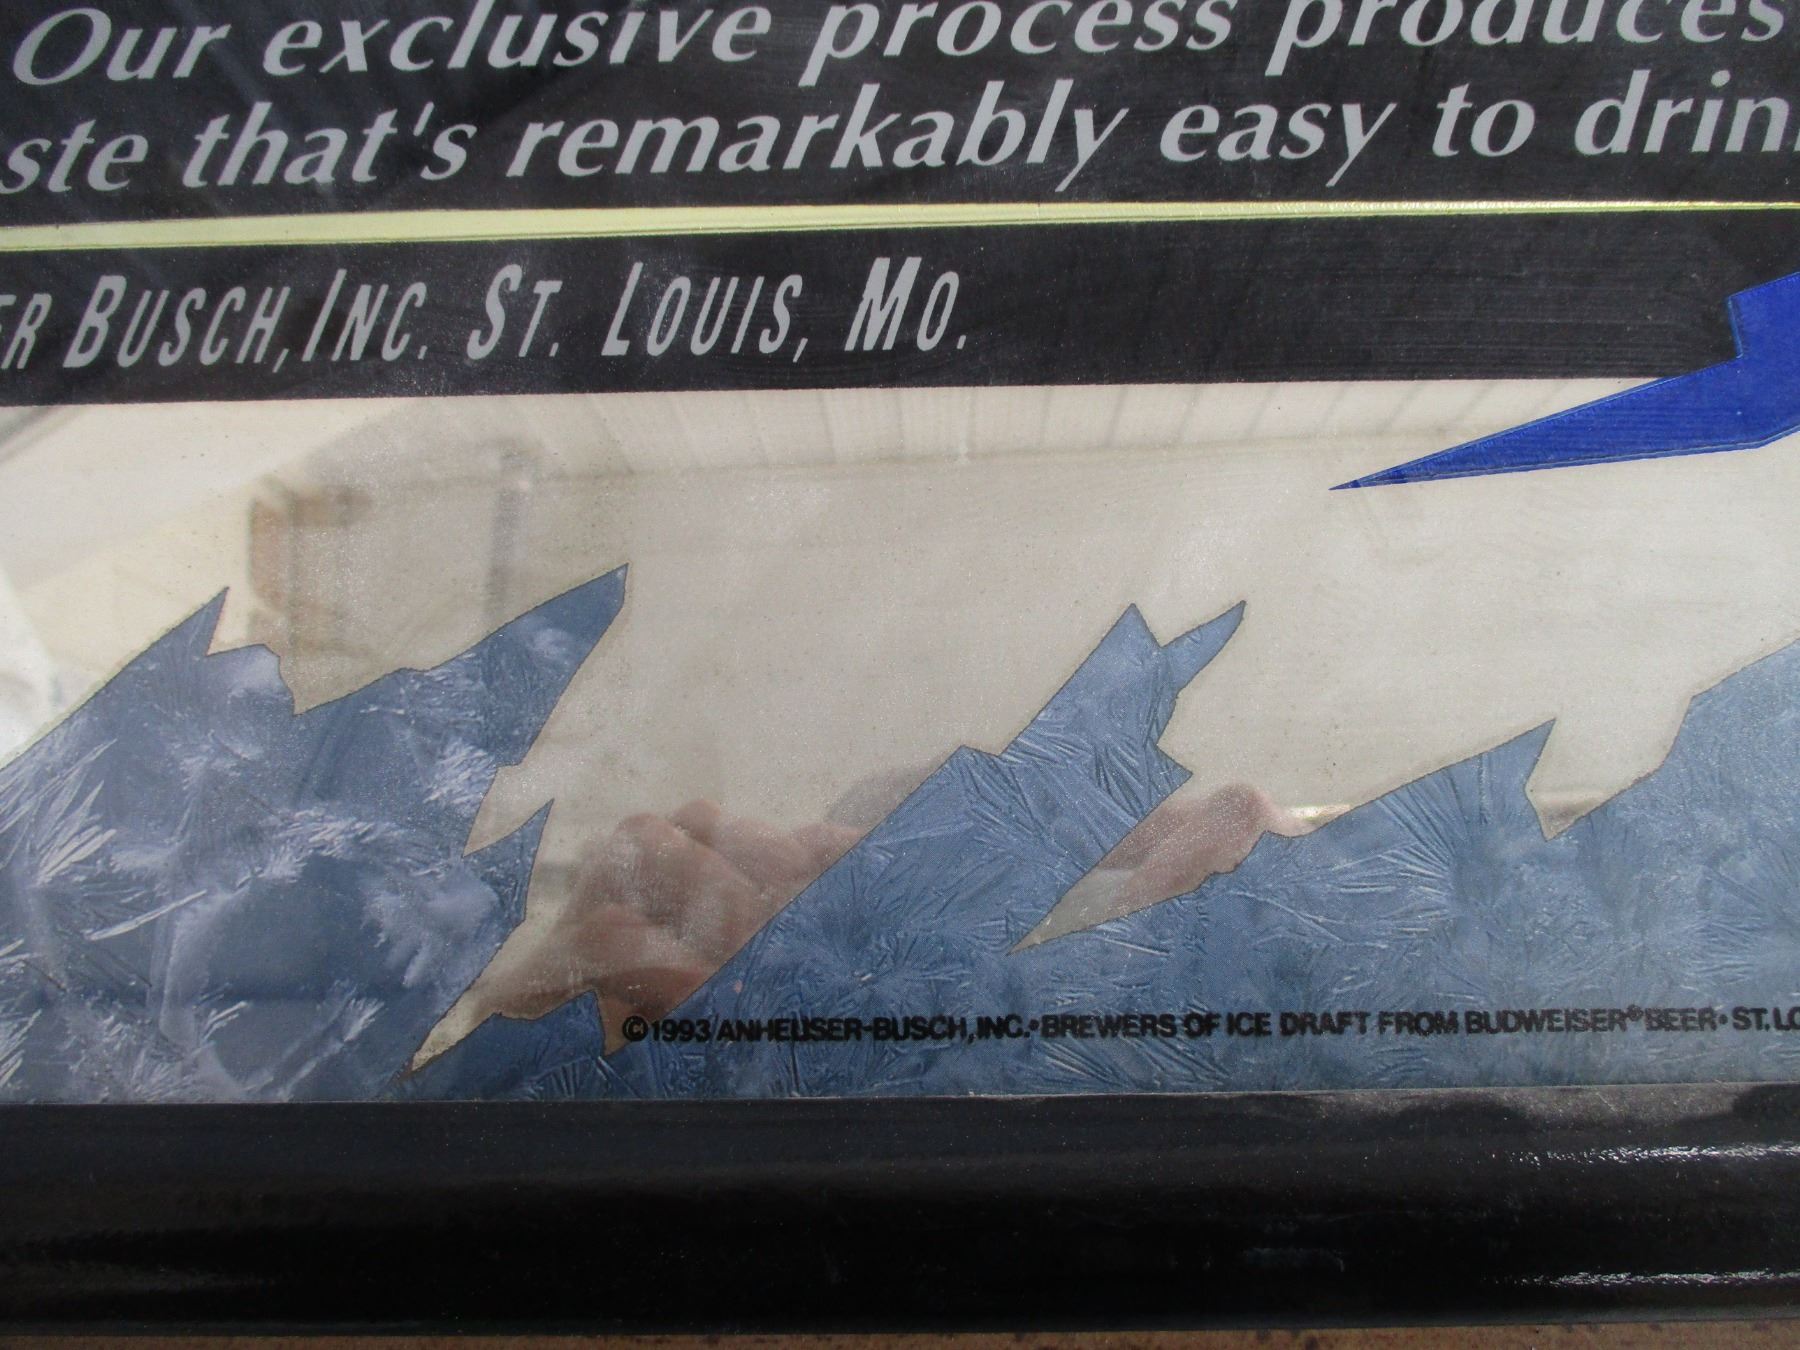 Our exclusive process produces
ste that's remarkably easy to drin
ER BUSCH, INC. ST. LOUIS, MO.
©1993 ANHEUSER-BUSCH, INC. • BREWERS OF ICE DRAFT FROM BUDWEISER® BEER • ST. LO